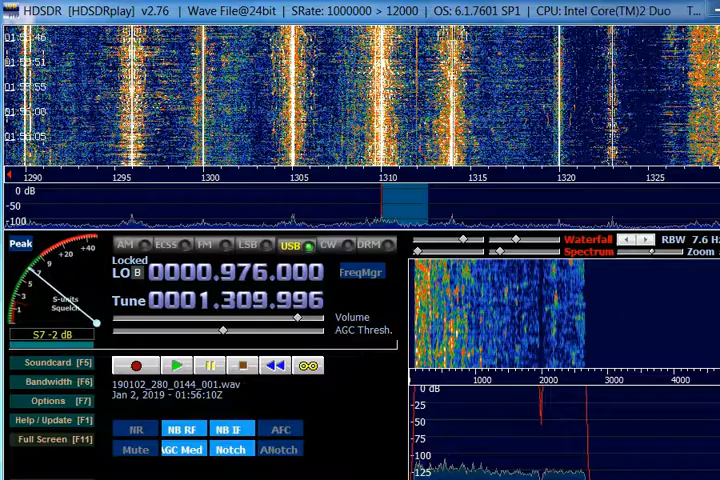 HDSDR [HDSDRplay] v2.76 | Wave File@24bit | SRate: 1000000 > 12000 | OS: 6.1.7601 SP1 | CPU: Intel Core(TM)2 Duo T...
01:55:46
01:55:51
01:55:55
01:56:00
01:56:05
1290 1295 1300 1305 1310 1315 1320 1325
0 dB
-50
-100
Peak
+20
+40
9
7
5
3
1
S-units
Squelch
S7 -2 dB
AM ECSS FM LSB USB CW DRM
Locked
LO B 0000.976.000 FreqMgr
Tune 0001.309.996
Volume
AGC Thresh.
Waterfall RBW 7.6 Hz
Spectrum Zoom
Soundcard [F5]
Bandwidth [F6]
Options [F7]
Help / Update [F1]
Full Screen [F11]
190102_280_0144_001.wav
Jan 2, 2019 - 01:56:10Z
NR NB RF NB IF AFC
Mute AGC Med Notch ANotch
0 1000 2000 3000 4000
0 dB
-25
-50
-75
-100
-125